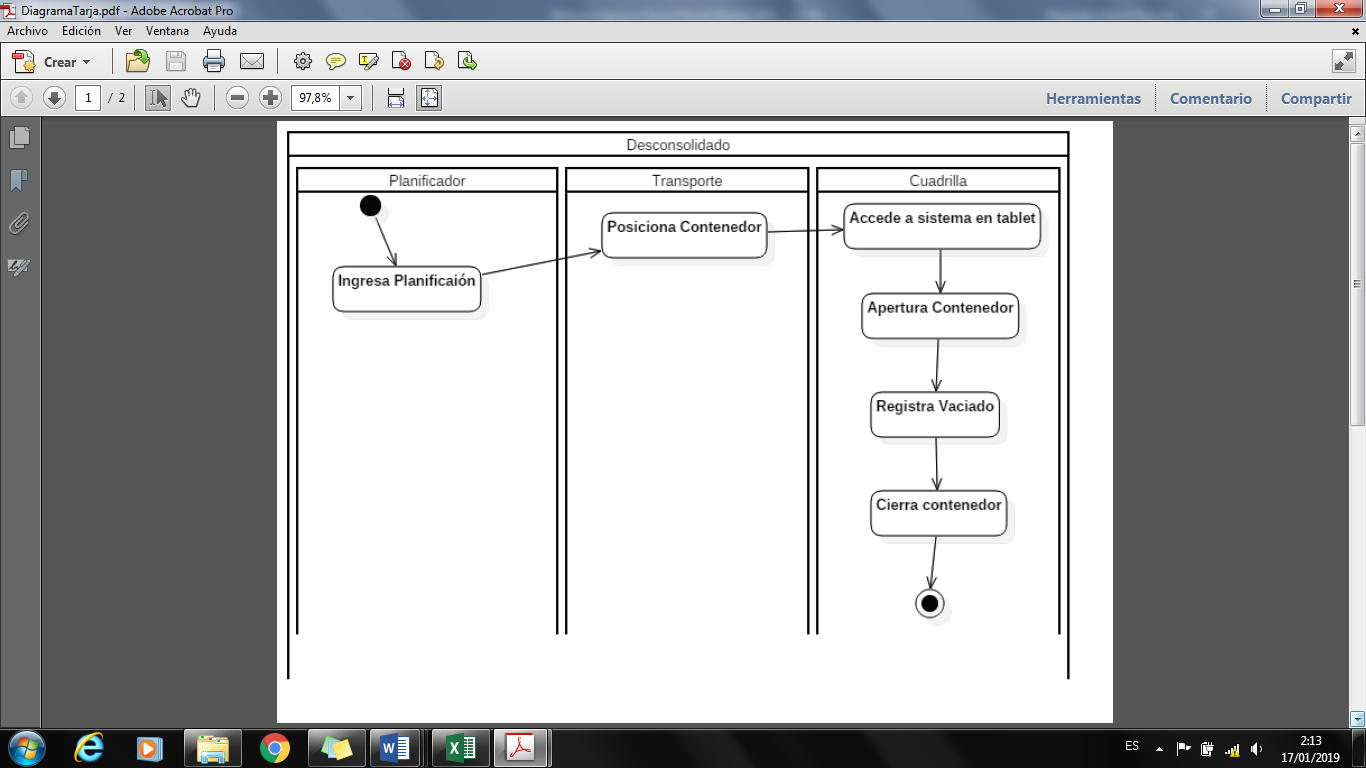 DiagramaTarja.pdf - Adobe Acrobat Pro
Archivo Edición Ver Ventana Ayuda
Crear
1 / 2 97,8% Herramientas Comentario Compartir
Desconsolidado
Planificador Transporte Cuadrilla
Ingresa Planificaión
Posiciona Contenedor
Accede a sistema en tablet
Apertura Contenedor
Registra Vaciado
Cierra contenedor
ES 2:13
17/01/2019